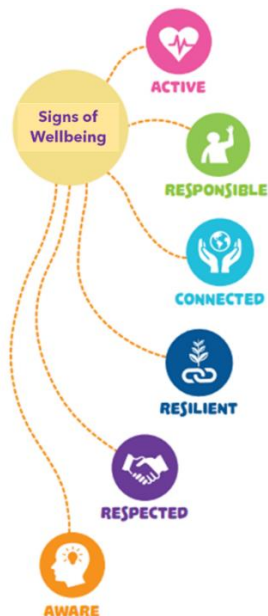 Signs of
Wellbeing
ACTIVE
RESPONSIBLE
CONNECTED
RESILIENT
RESPECTED
AWARE